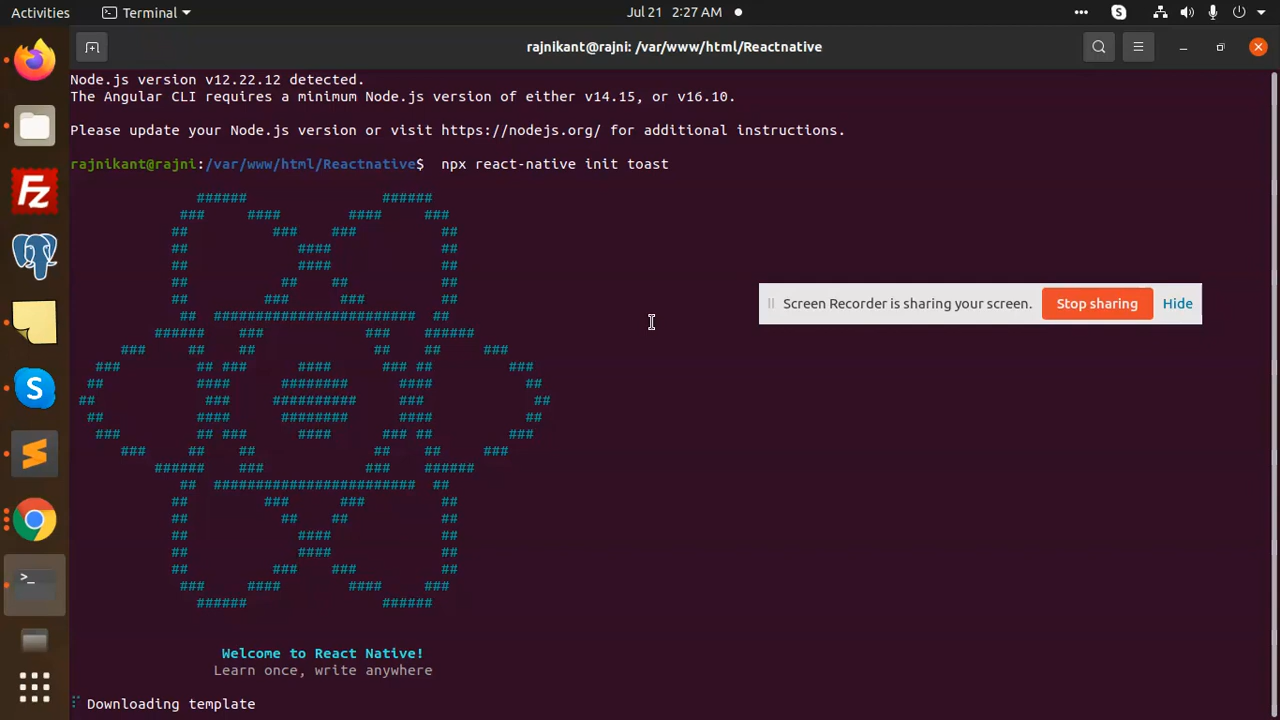 Activities
Terminal
Jul 21 2:27 AM
rajnikant@rajni: /var/www/html/Reactnative
Node.js version v12.22.12 detected.
The Angular CLI requires a minimum Node.js version of either v14.15, or v16.10.
Please update your Node.js version or visit https://nodejs.org/ for additional instructions.
rajnikant@rajni:/var/www/html/Reactnative$  npx react-native init toast
               ######                ######
             ###     ####        ####     ###
            ##          ###    ###          ##
            ##             ####             ##
            ##             ####             ##
            ##           ##    ##           ##
            ##         ###      ###         ##
             ##  ########################  ##
          ######    ###            ###    ######
      ###     ##    ##              ##    ##     ###
   ###         ## ###      ####      ### ##         ###
  ##           ####      ########      ####           ##
 ##             ###     ##########     ###             ##
  ##           ####      ########      ####           ##
   ###         ## ###      ####      ### ##         ###
      ###     ##    ##              ##    ##     ###
          ######    ###            ###    ######
             ##  ########################  ##
            ##         ###      ###         ##
            ##           ##    ##           ##
            ##             ####             ##
            ##             ####             ##
            ##          ###    ###          ##
             ###     ####        ####     ###
               ######                ######
Screen Recorder is sharing your screen.
Stop sharing
Hide
Welcome to React Native!
Learn once, write anywhere
Downloading template